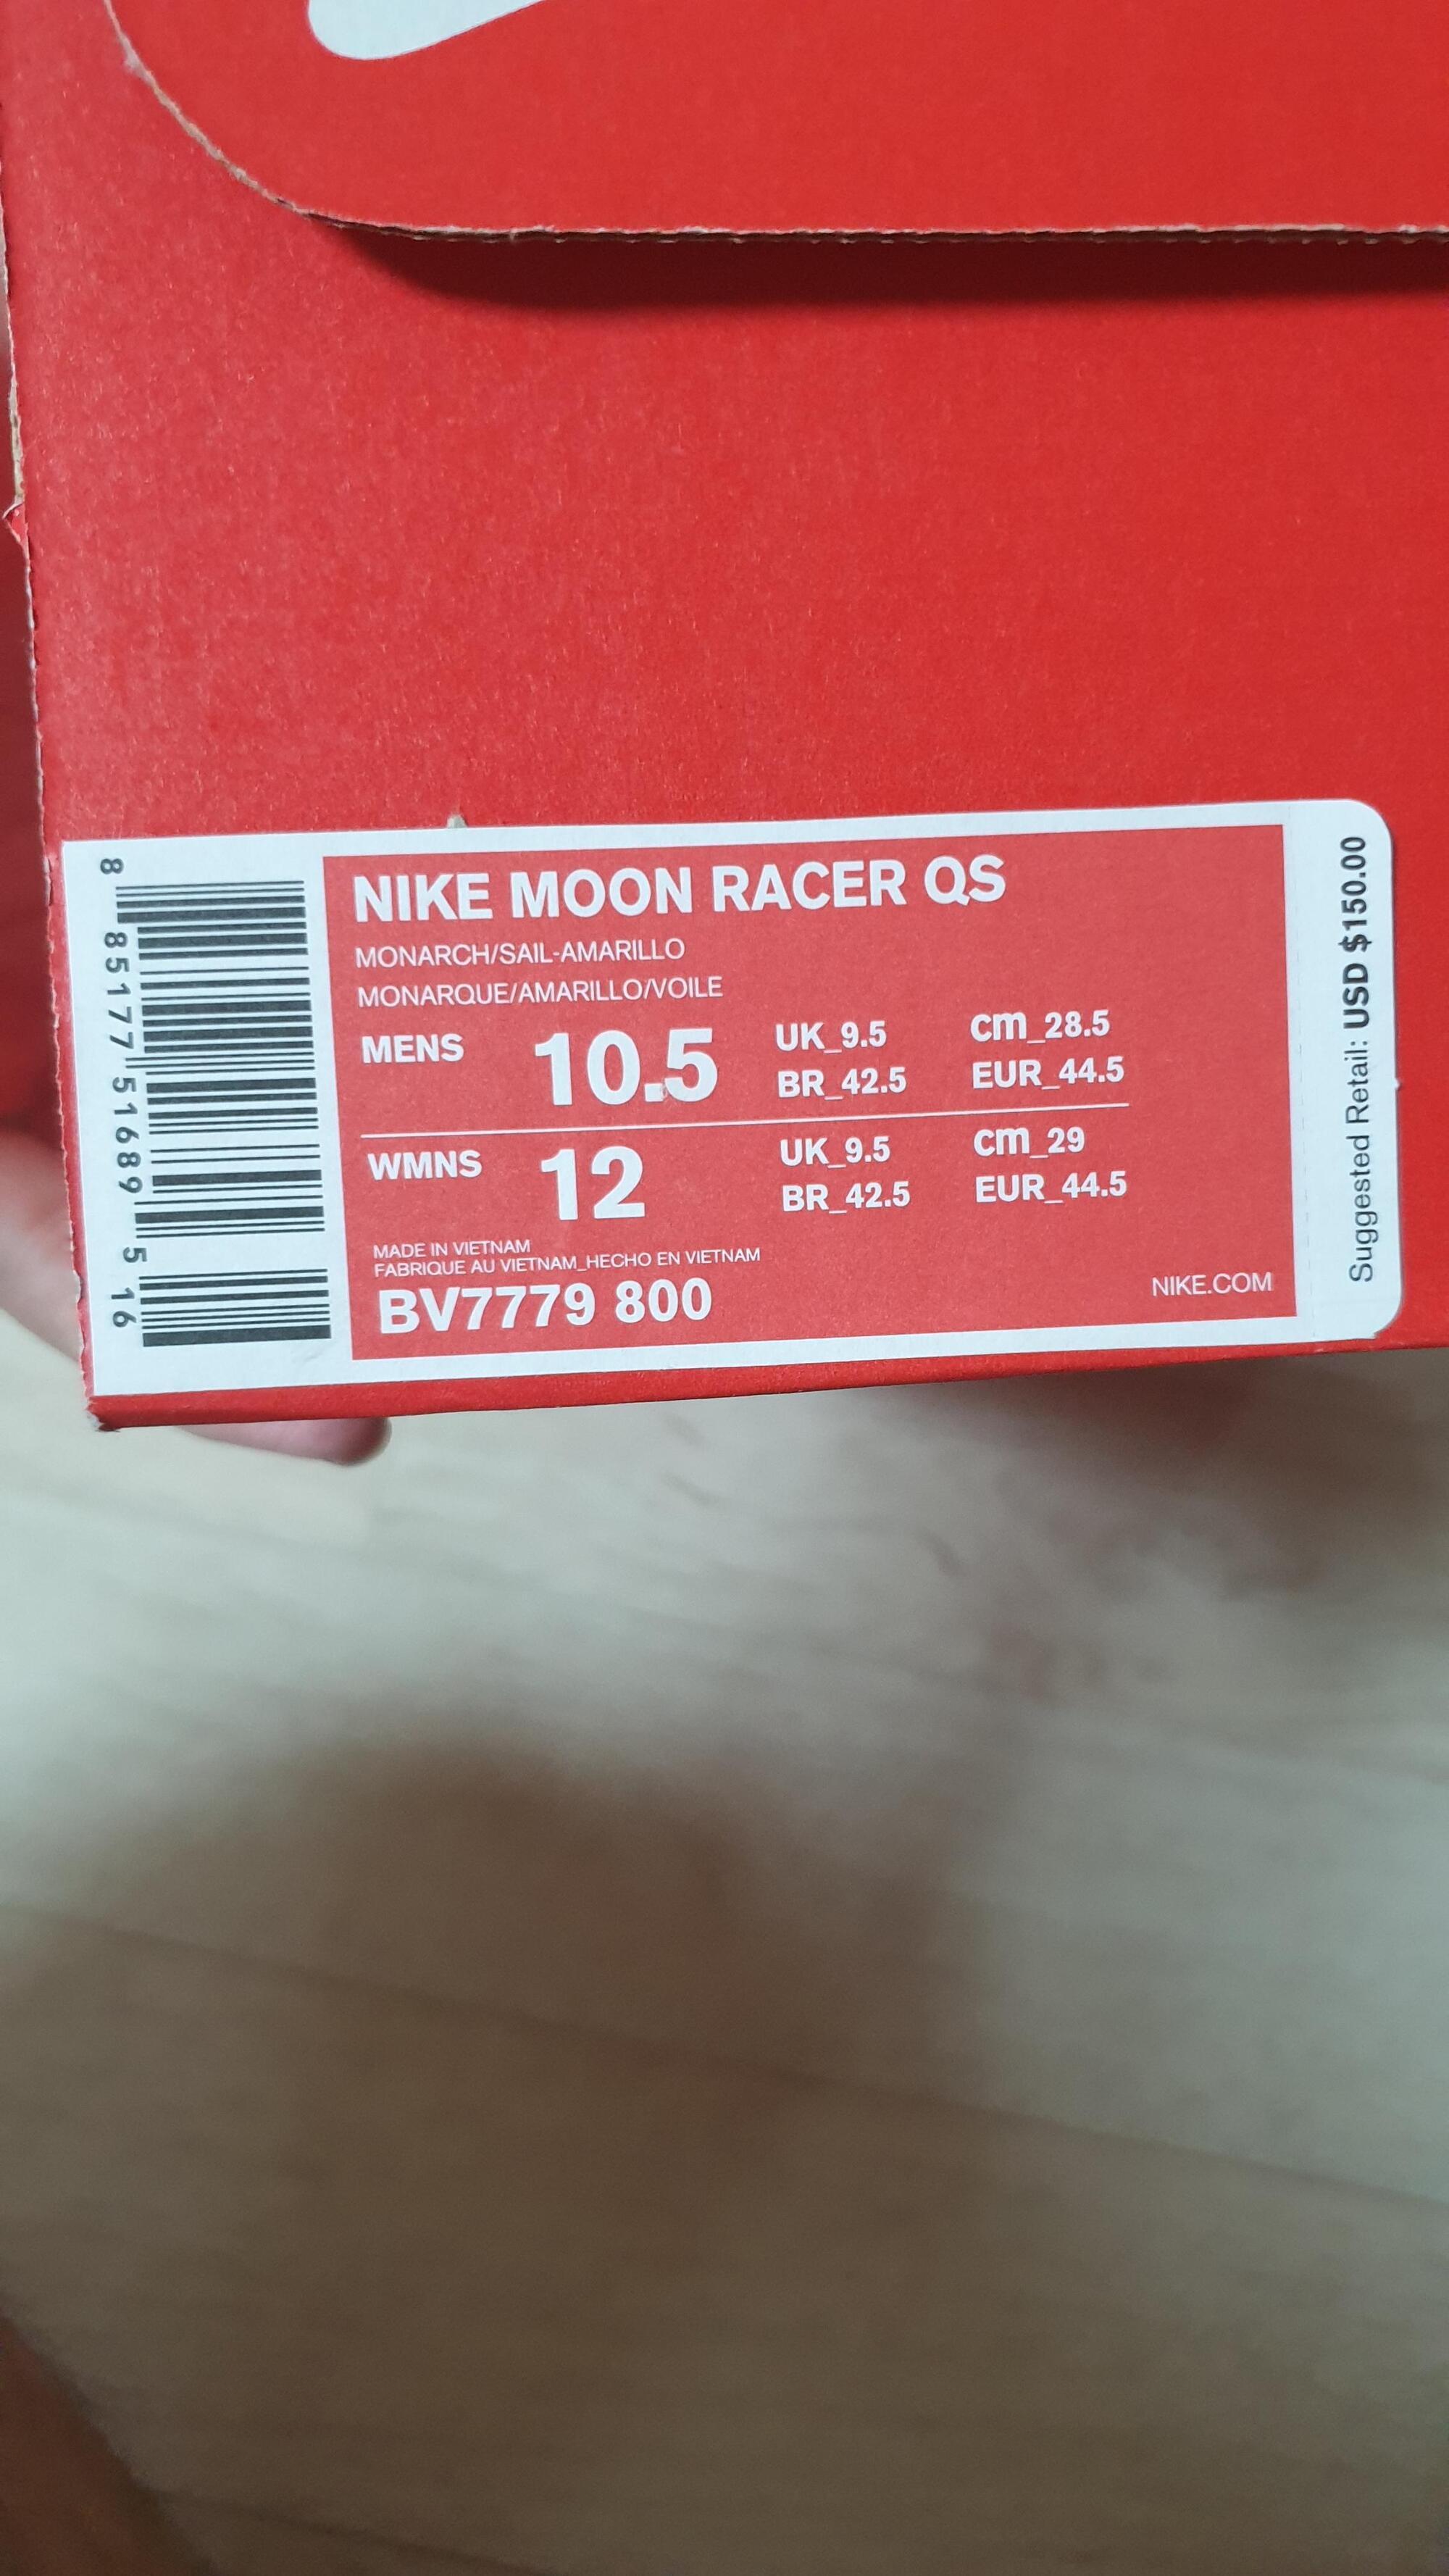 NIKE MOON RACER QS
MONARCH/SAIL-AMARILLO
MONARQUE/AMARILLO/VOILE
MENS 10.5 UK_9.5 cm_28.5
BR_42.5 EUR_44.5
WMNS 12 UK_9.5 cm_29
BR_42.5 EUR_44.5
MADE IN VIETNAM
FABRIQUE AU VIETNAM_HECHO EN VIETNAM
BV7779 800
NIKE.COM
8 85177 51689 5 16
Suggested Retail: USD $150.00